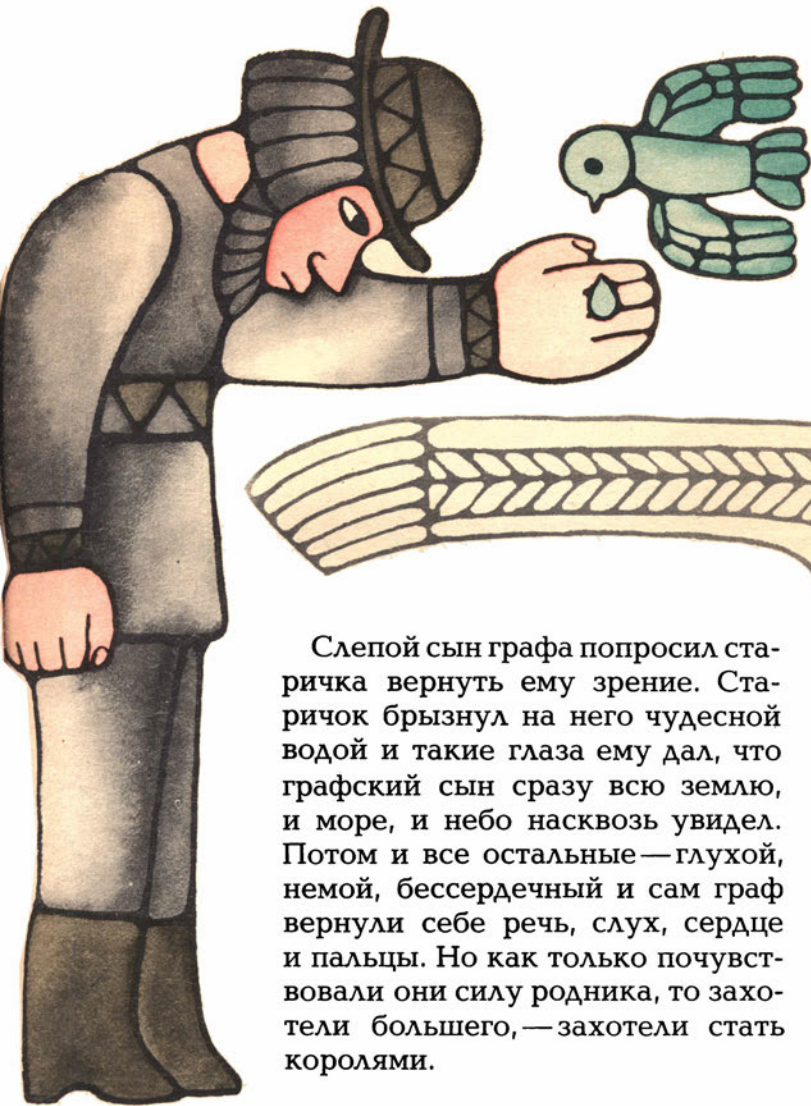 Слепой сын графа попросил ста-
ричка вернуть ему зрение. Ста-
ричок брызнул на него чудесной
водой и такие глаза ему дал, что
графский сын сразу всю землю,
и море, и небо насквозь увидел.
Потом и все остальные — глухой,
немой, бессердечный и сам граф
вернули себе речь, слух, сердце
и пальцы. Но как только почувст-
вовали они силу родника, то захо-
тели большего, — захотели стать
королями.